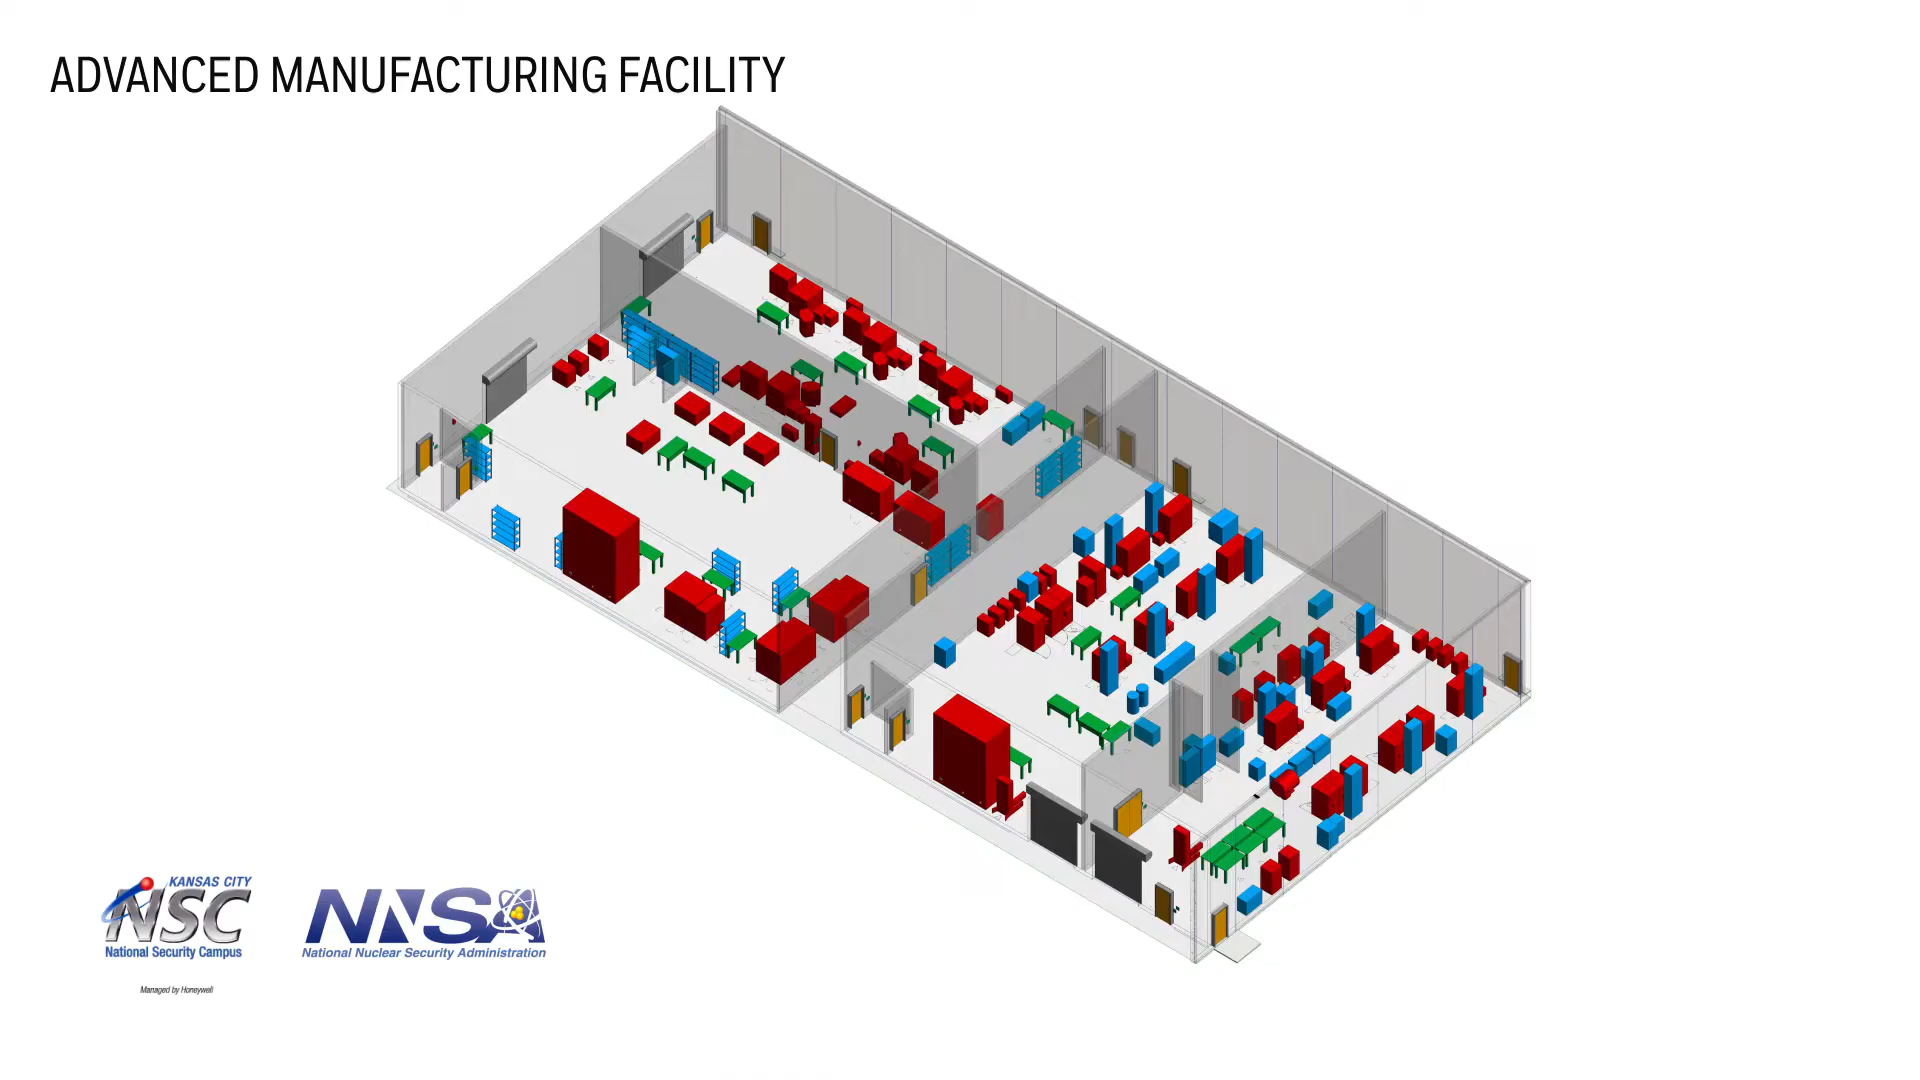 ADVANCED MANUFACTURING FACILITY
KANSAS CITY
NSC
National Security Campus
Managed by Honeywell
NNSA
National Nuclear Security Administration